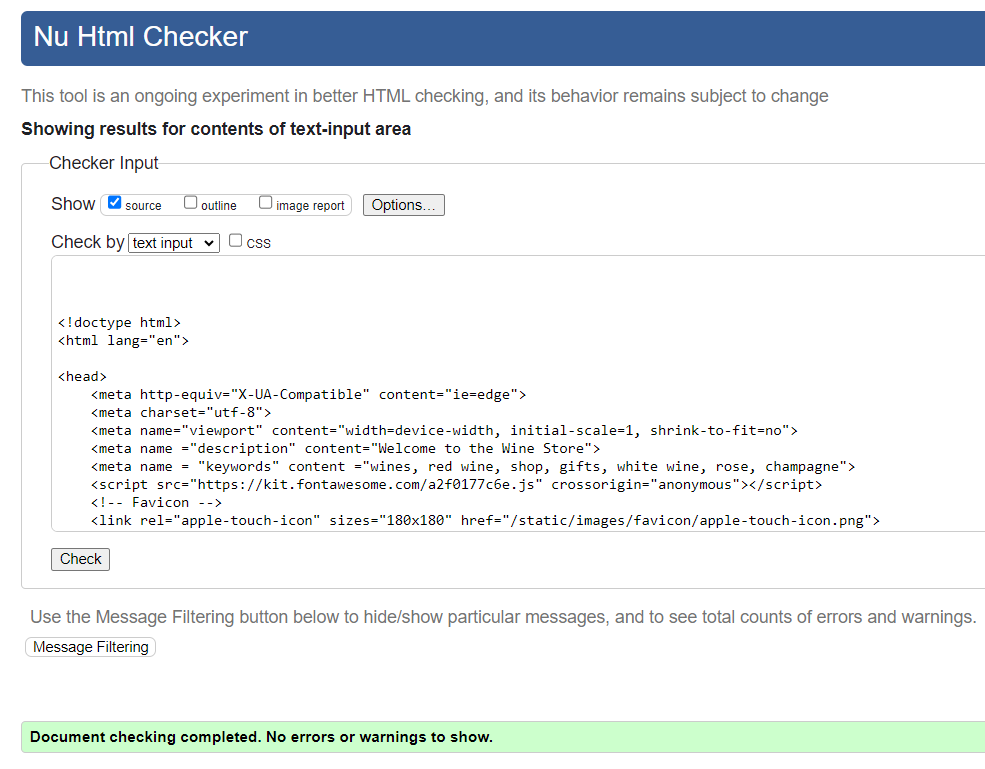 Nu Html Checker
This tool is an ongoing experiment in better HTML checking, and its behavior remains subject to change
Showing results for contents of text-input area
Checker Input
Show source outline image report Options...
Check by text input css
<!doctype html>
<html lang="en">
<head>
<meta http-equiv="X-UA-Compatible" content="ie=edge">
<meta charset="utf-8">
<meta name="viewport" content="width=device-width, initial-scale=1, shrink-to-fit=no">
<meta name ="description" content="Welcome to the Wine Store">
<meta name = "keywords" content ="wines, red wine, shop, gifts, white wine, rose, champagne">
<script src="https://kit.fontawesome.com/a2f0177c6e.js" crossorigin="anonymous"></script>
<!-- Favicon -->
<link rel="apple-touch-icon" sizes="180x180" href="/static/images/favicon/apple-touch-icon.png">
Check
Use the Message Filtering button below to hide/show particular messages, and to see total counts of errors and warnings.
Message Filtering
Document checking completed. No errors or warnings to show.